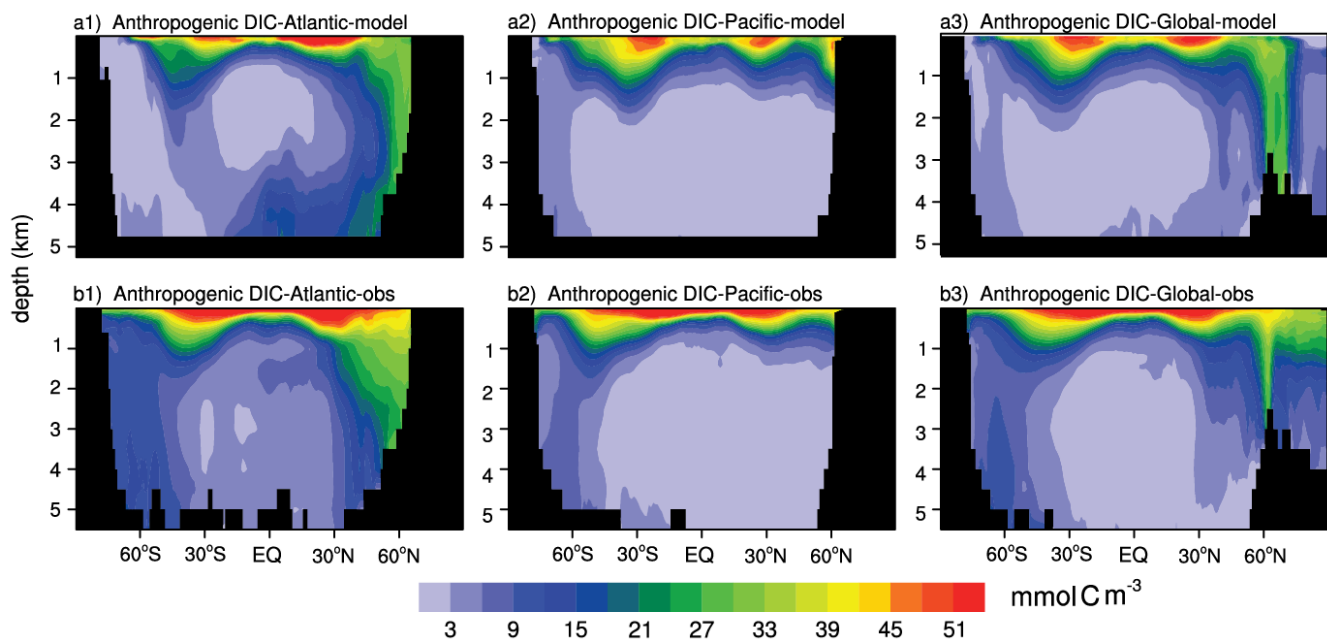 a1) Anthropogenic DIC-Atlantic-model
a2) Anthropogenic DIC-Pacific-model
a3) Anthropogenic DIC-Global-model
1
2
3
4
5
1
2
3
4
5
1
2
3
4
5
depth (km)
b1) Anthropogenic DIC-Atlantic-obs
b2) Anthropogenic DIC-Pacific-obs
b3) Anthropogenic DIC-Global-obs
1
2
3
4
5
1
2
3
4
5
1
2
3
4
5
60°S 30°S EQ 30°N 60°N
60°S 30°S EQ 30°N 60°N
60°S 30°S EQ 30°N 60°N
3 9 15 21 27 33 39 45 51
mmol C m⁻³